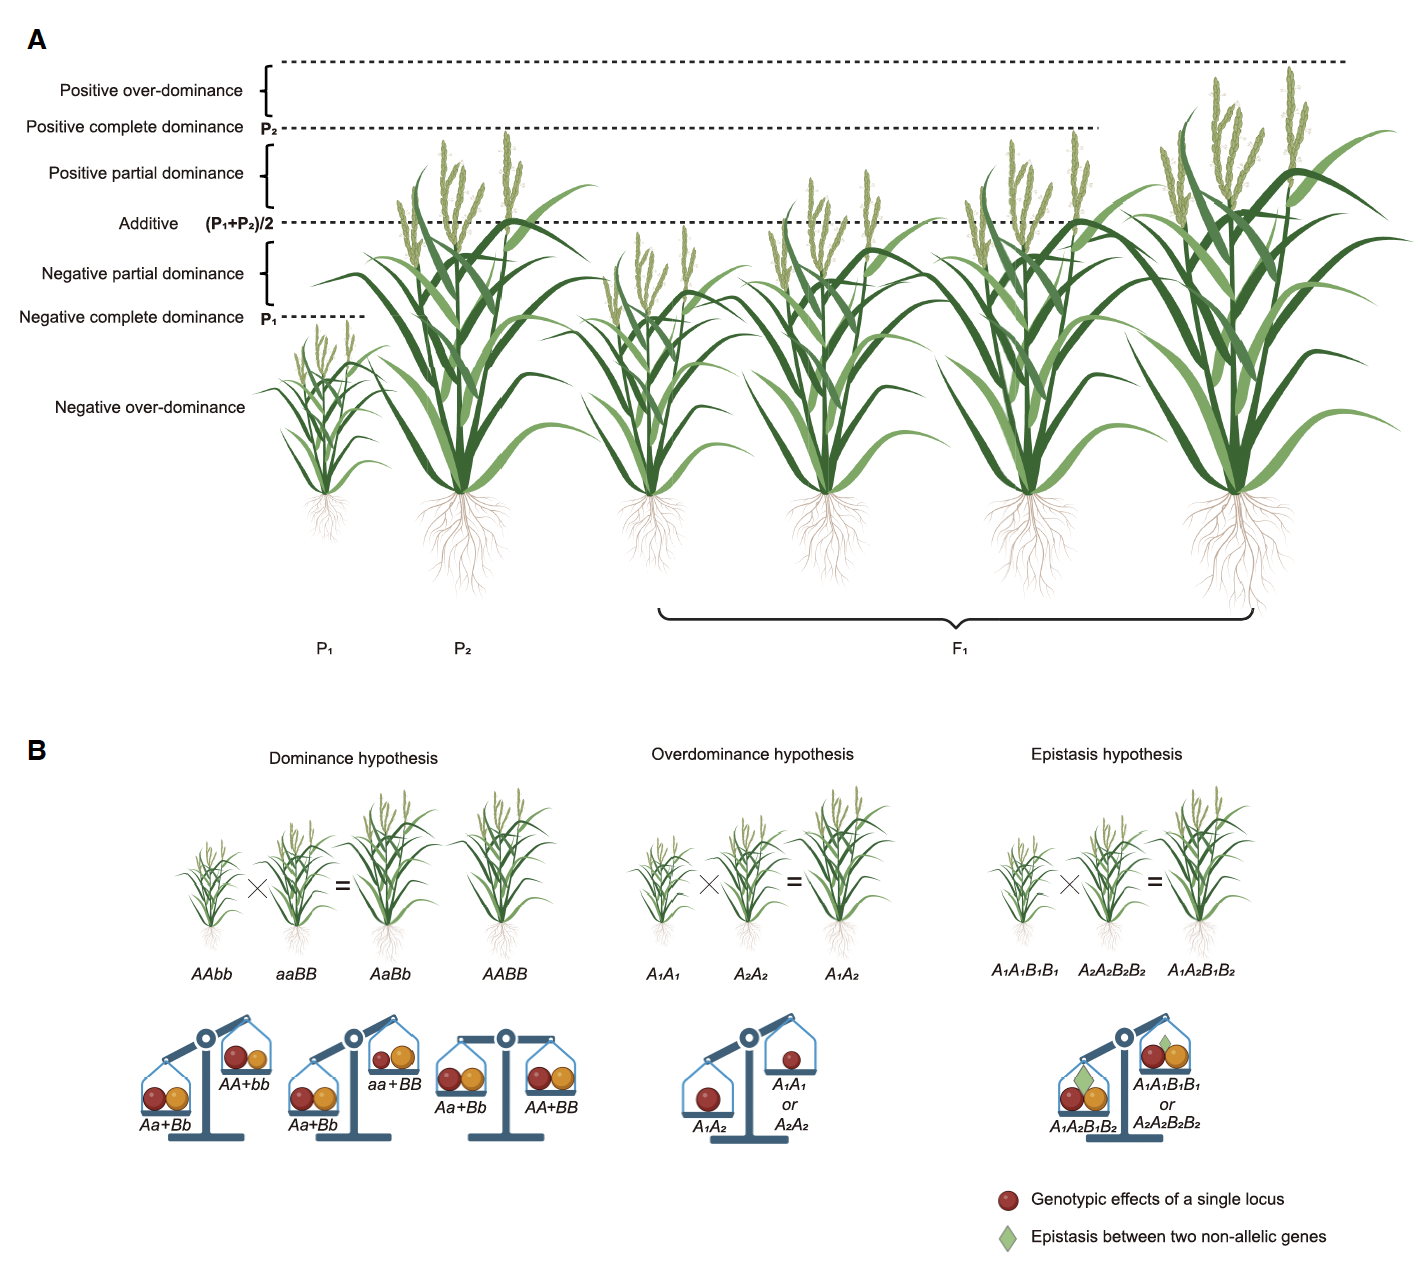 A
Positive over-dominance
Positive complete dominance P₂
Positive partial dominance
Additive (P₁+P₂)/2
Negative partial dominance
Negative complete dominance P₁
Negative over-dominance
P₁ P₂ F₁
B
Dominance hypothesis Overdominance hypothesis Epistasis hypothesis
× = × = × =
AAbb aaBB AaBb AABB A₁A₁ A₂A₂ A₁A₂ A₁A₁B₁B₁ A₂A₂B₂B₂ A₁A₂B₁B₂
AA+bb
Aa+Bb
aa+BB
Aa+Bb
Aa+Bb AA+BB
A₁A₁
or
A₂A₂
A₁A₂
A₁A₁B₁B₁
or
A₂A₂B₂B₂
A₁A₂B₁B₂
Genotypic effects of a single locus
Epistasis between two non-allelic genes